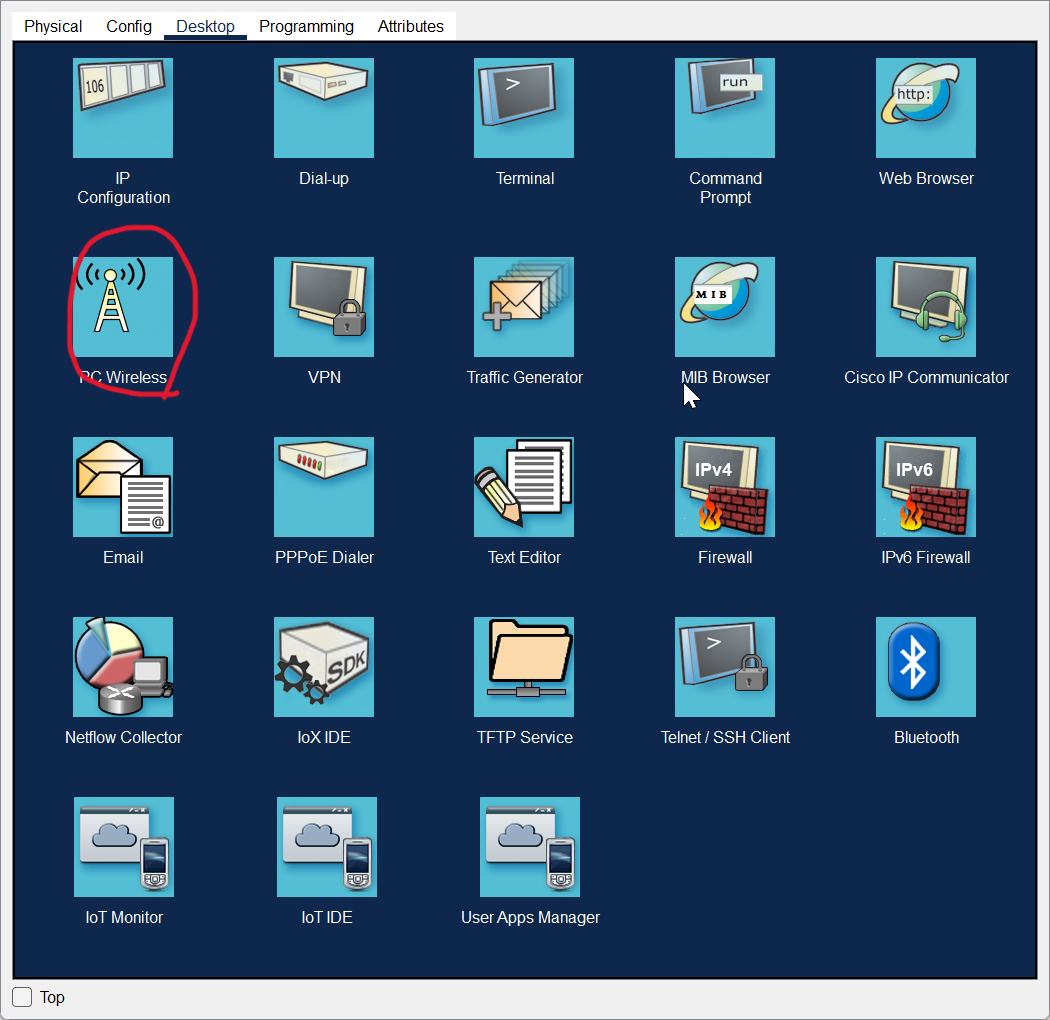 Physical Config Desktop Programming Attributes
106
>
run
http:
IP
Configuration
Dial-up
Terminal
Command
Prompt
Web Browser
MIB
PC Wireless
VPN
Traffic Generator
MIB Browser
Cisco IP Communicator
@
IPv4
IPv6
Email
PPPoE Dialer
Text Editor
Firewall
IPv6 Firewall
SDK
>
Netflow Collector
IoX IDE
TFTP Service
Telnet / SSH Client
Bluetooth
IoT Monitor
IoT IDE
User Apps Manager
Top